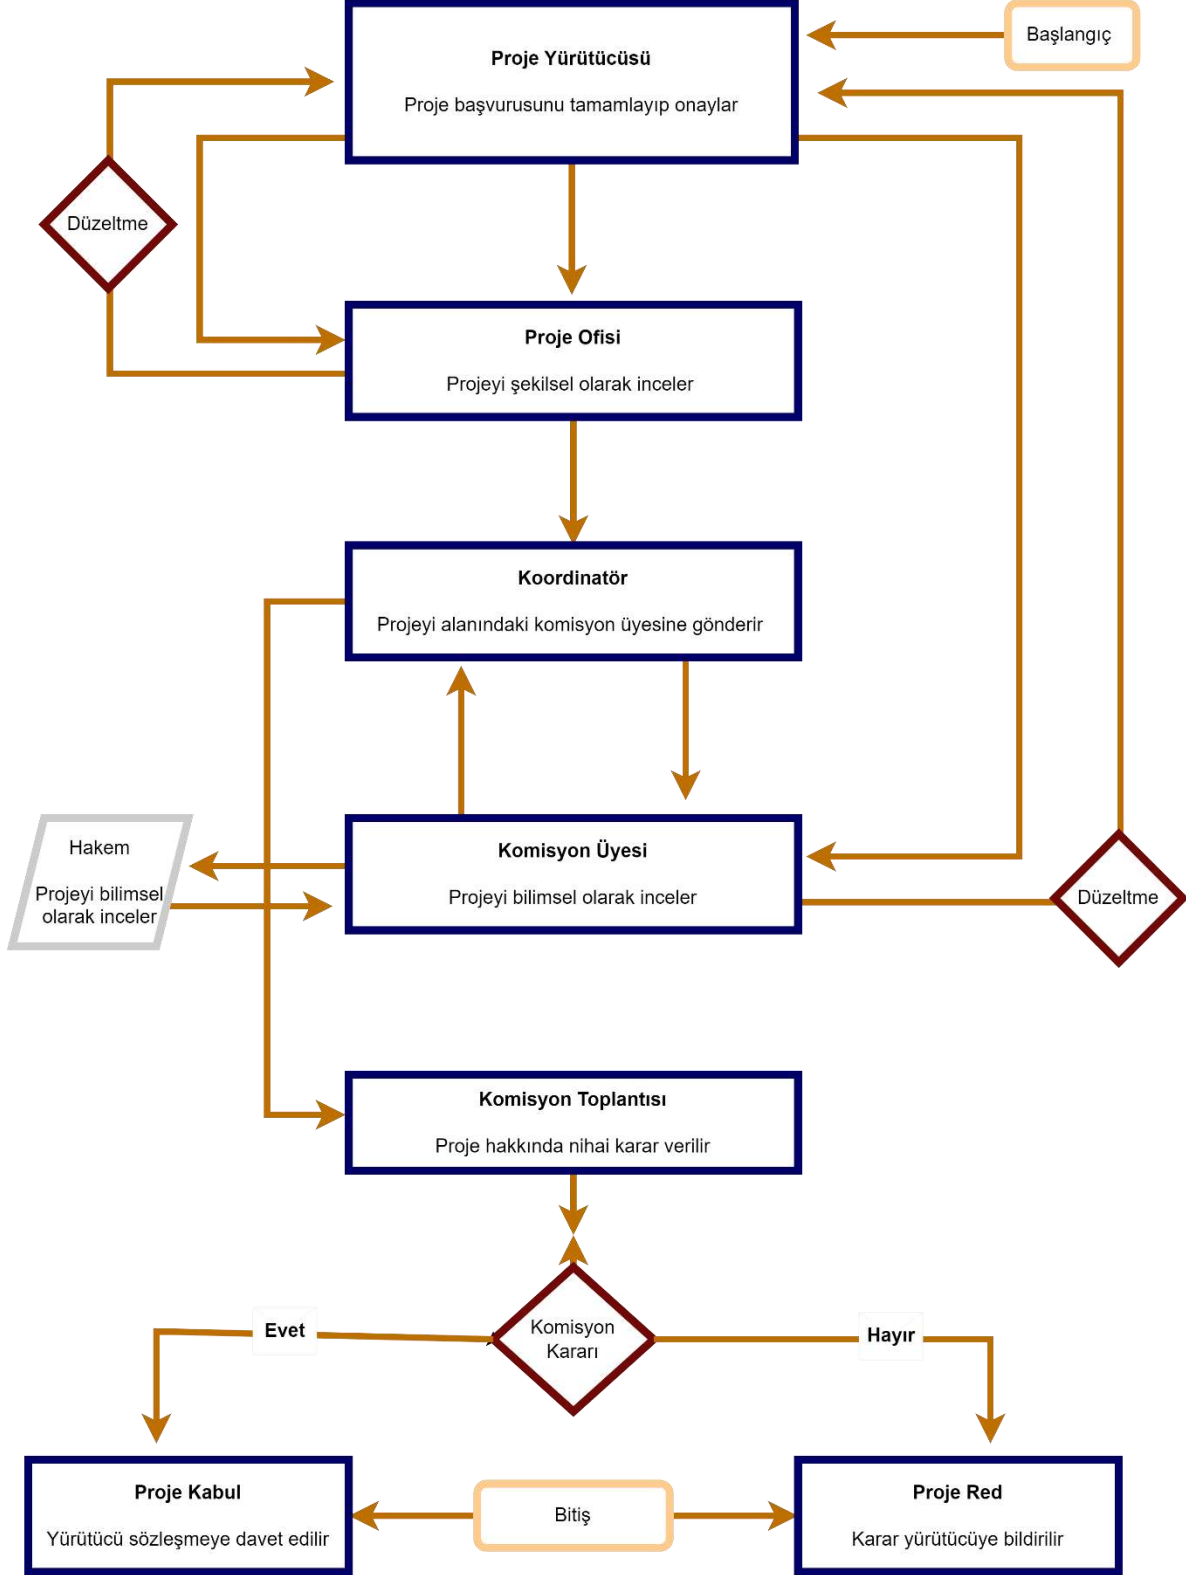 Başlangıç
Proje Yürütücüsü
Proje başvurusunu tamamlayıp onaylar
Düzeltme
Proje Ofisi
Projeyi şekilsel olarak inceler
Koordinatör
Projeyi alanındaki komisyon üyesine gönderir
Hakem
Projeyi bilimsel
olarak inceler
Komisyon Üyesi
Projeyi bilimsel olarak inceler
Düzeltme
Komisyon Toplantısı
Proje hakkında nihai karar verilir
Komisyon
Kararı
Evet
Hayır
Proje Kabul
Yürütücü sözleşmeye davet edilir
Bitiş
Proje Red
Karar yürütücüye bildirilir